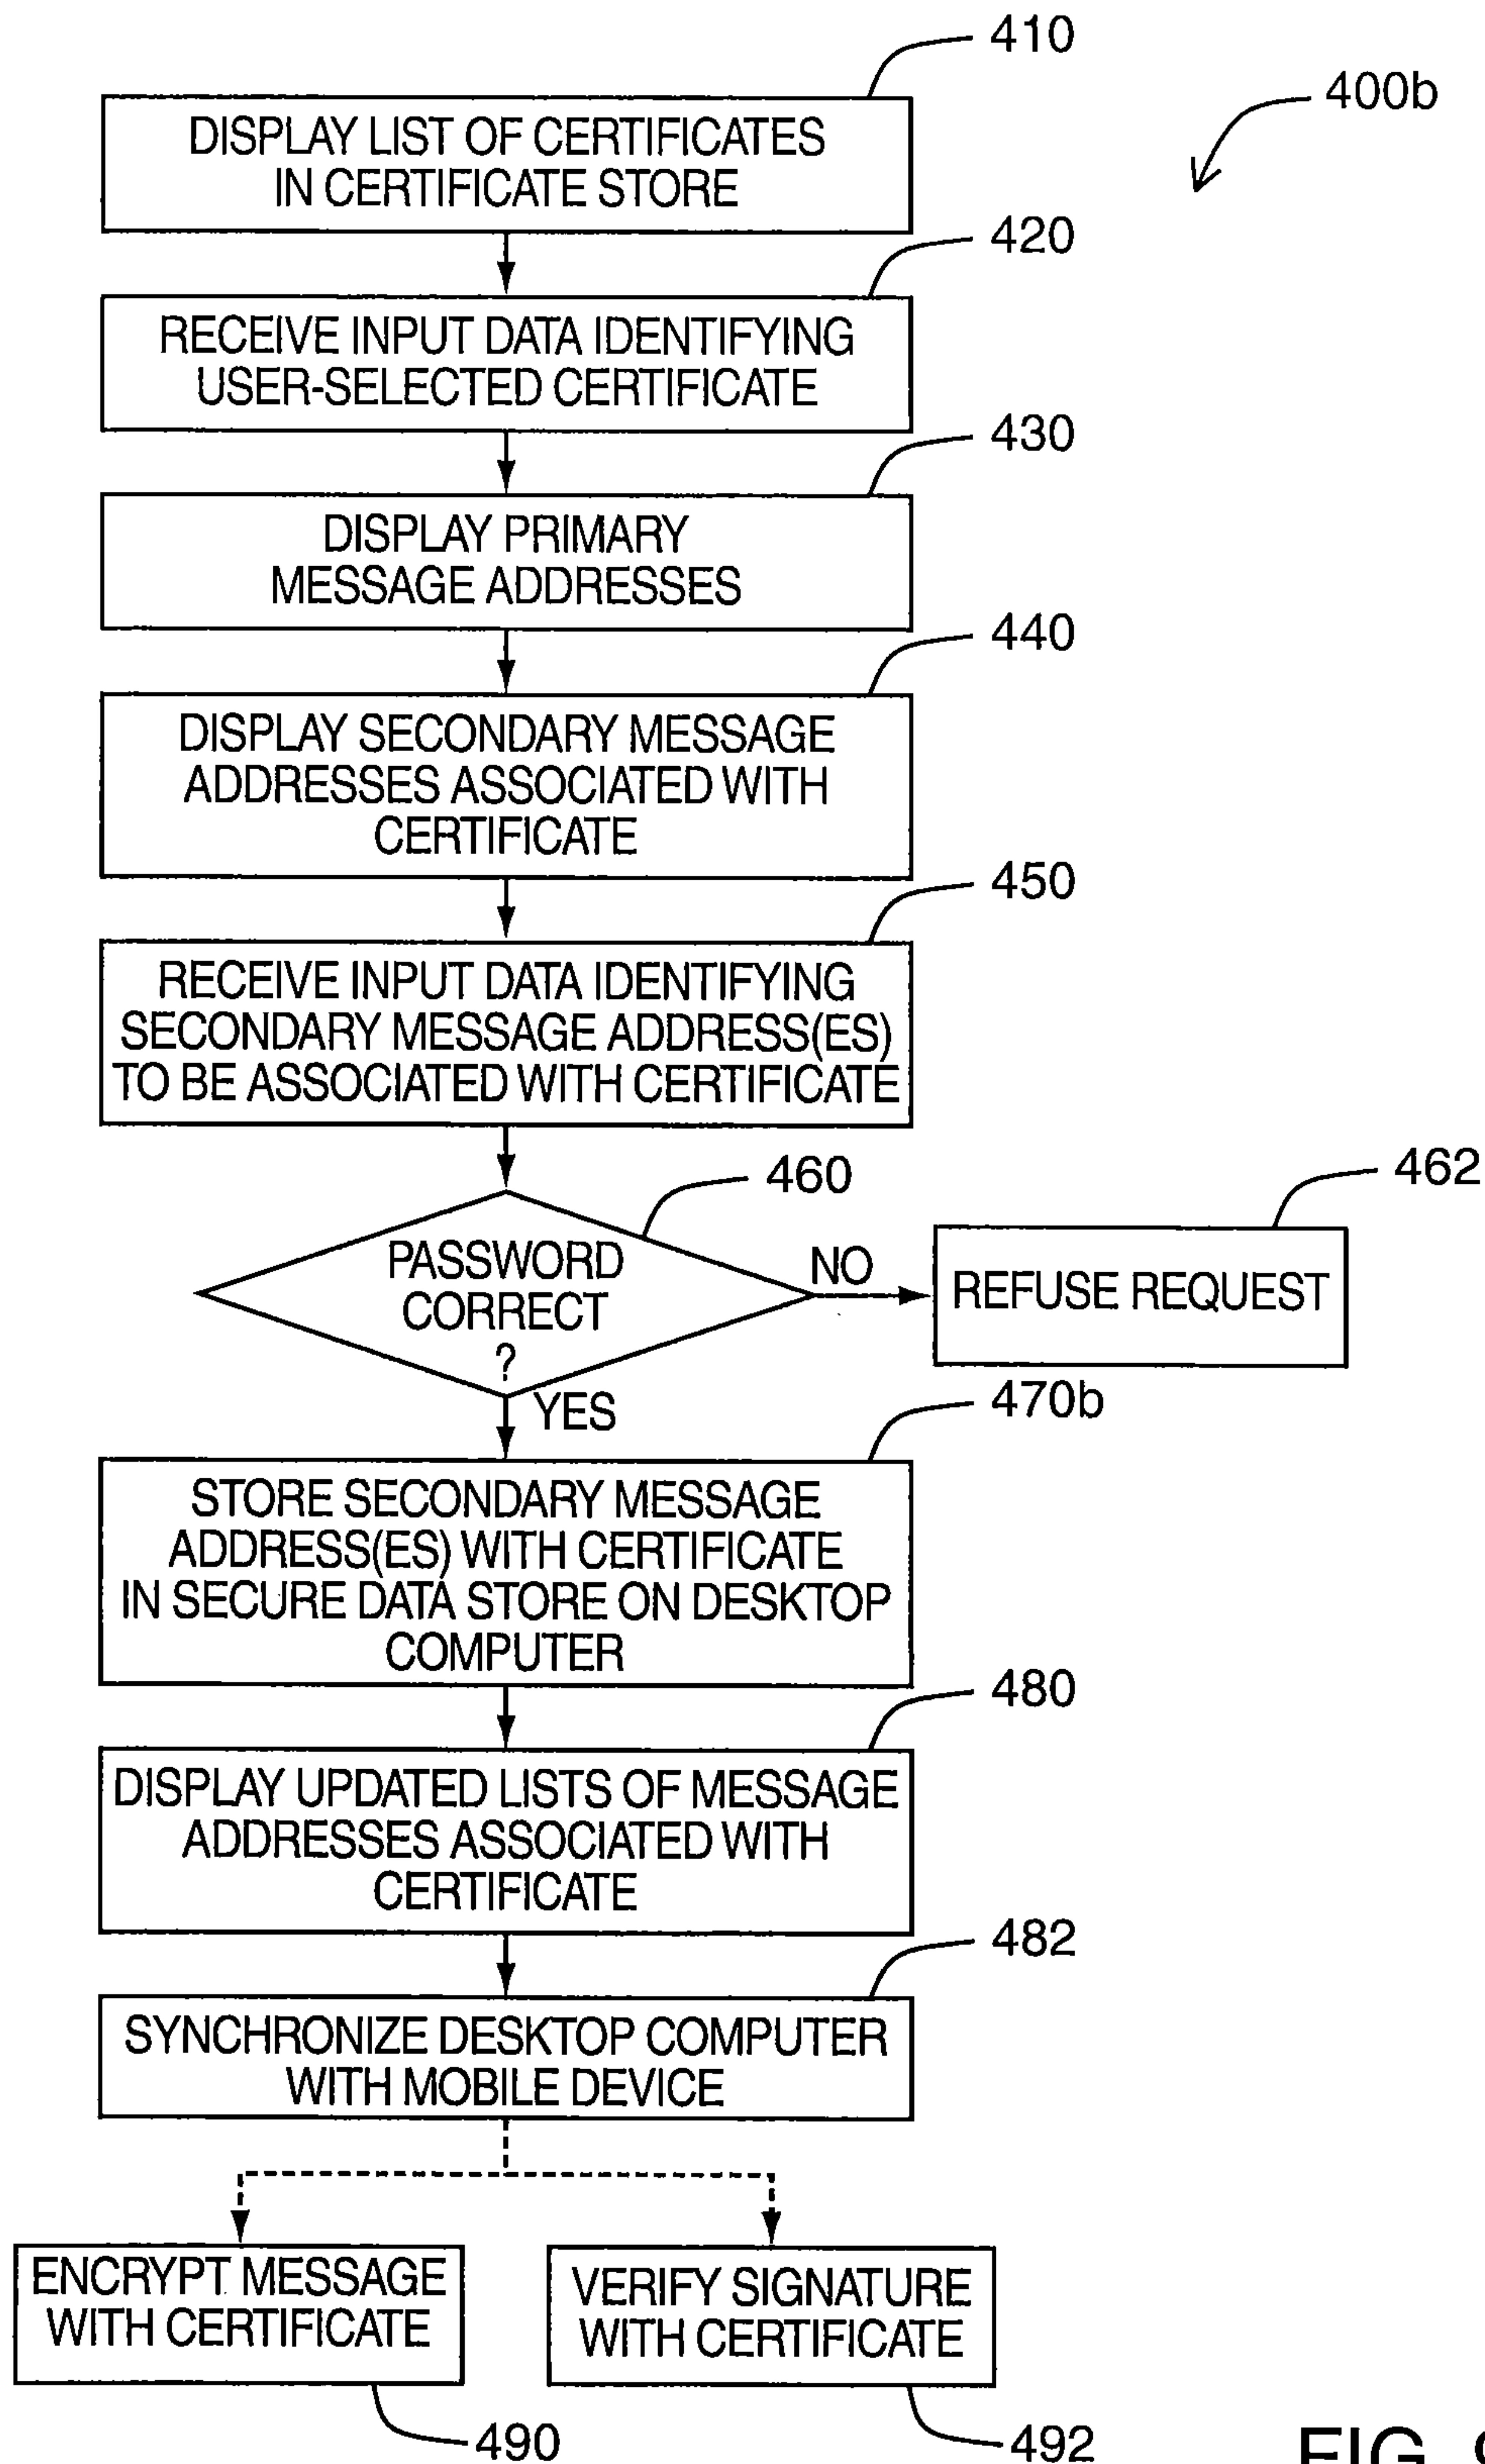 410
400b
DISPLAY LIST OF CERTIFICATES
IN CERTIFICATE STORE
420
RECEIVE INPUT DATA IDENTIFYING
USER-SELECTED CERTIFICATE
430
DISPLAY PRIMARY
MESSAGE ADDRESSES
440
DISPLAY SECONDARY MESSAGE
ADDRESSES ASSOCIATED WITH
CERTIFICATE
450
RECEIVE INPUT DATA IDENTIFYING
SECONDARY MESSAGE ADDRESS(ES)
TO BE ASSOCIATED WITH CERTIFICATE
460
462
PASSWORD
CORRECT
?
NO
REFUSE REQUEST
YES
470b
STORE SECONDARY MESSAGE
ADDRESS(ES) WITH CERTIFICATE
IN SECURE DATA STORE ON DESKTOP
COMPUTER
480
DISPLAY UPDATED LISTS OF MESSAGE
ADDRESSES ASSOCIATED WITH
CERTIFICATE
482
SYNCHRONIZE DESKTOP COMPUTER
WITH MOBILE DEVICE
ENCRYPT MESSAGE
WITH CERTIFICATE
VERIFY SIGNATURE
WITH CERTIFICATE
490
492
FIG.